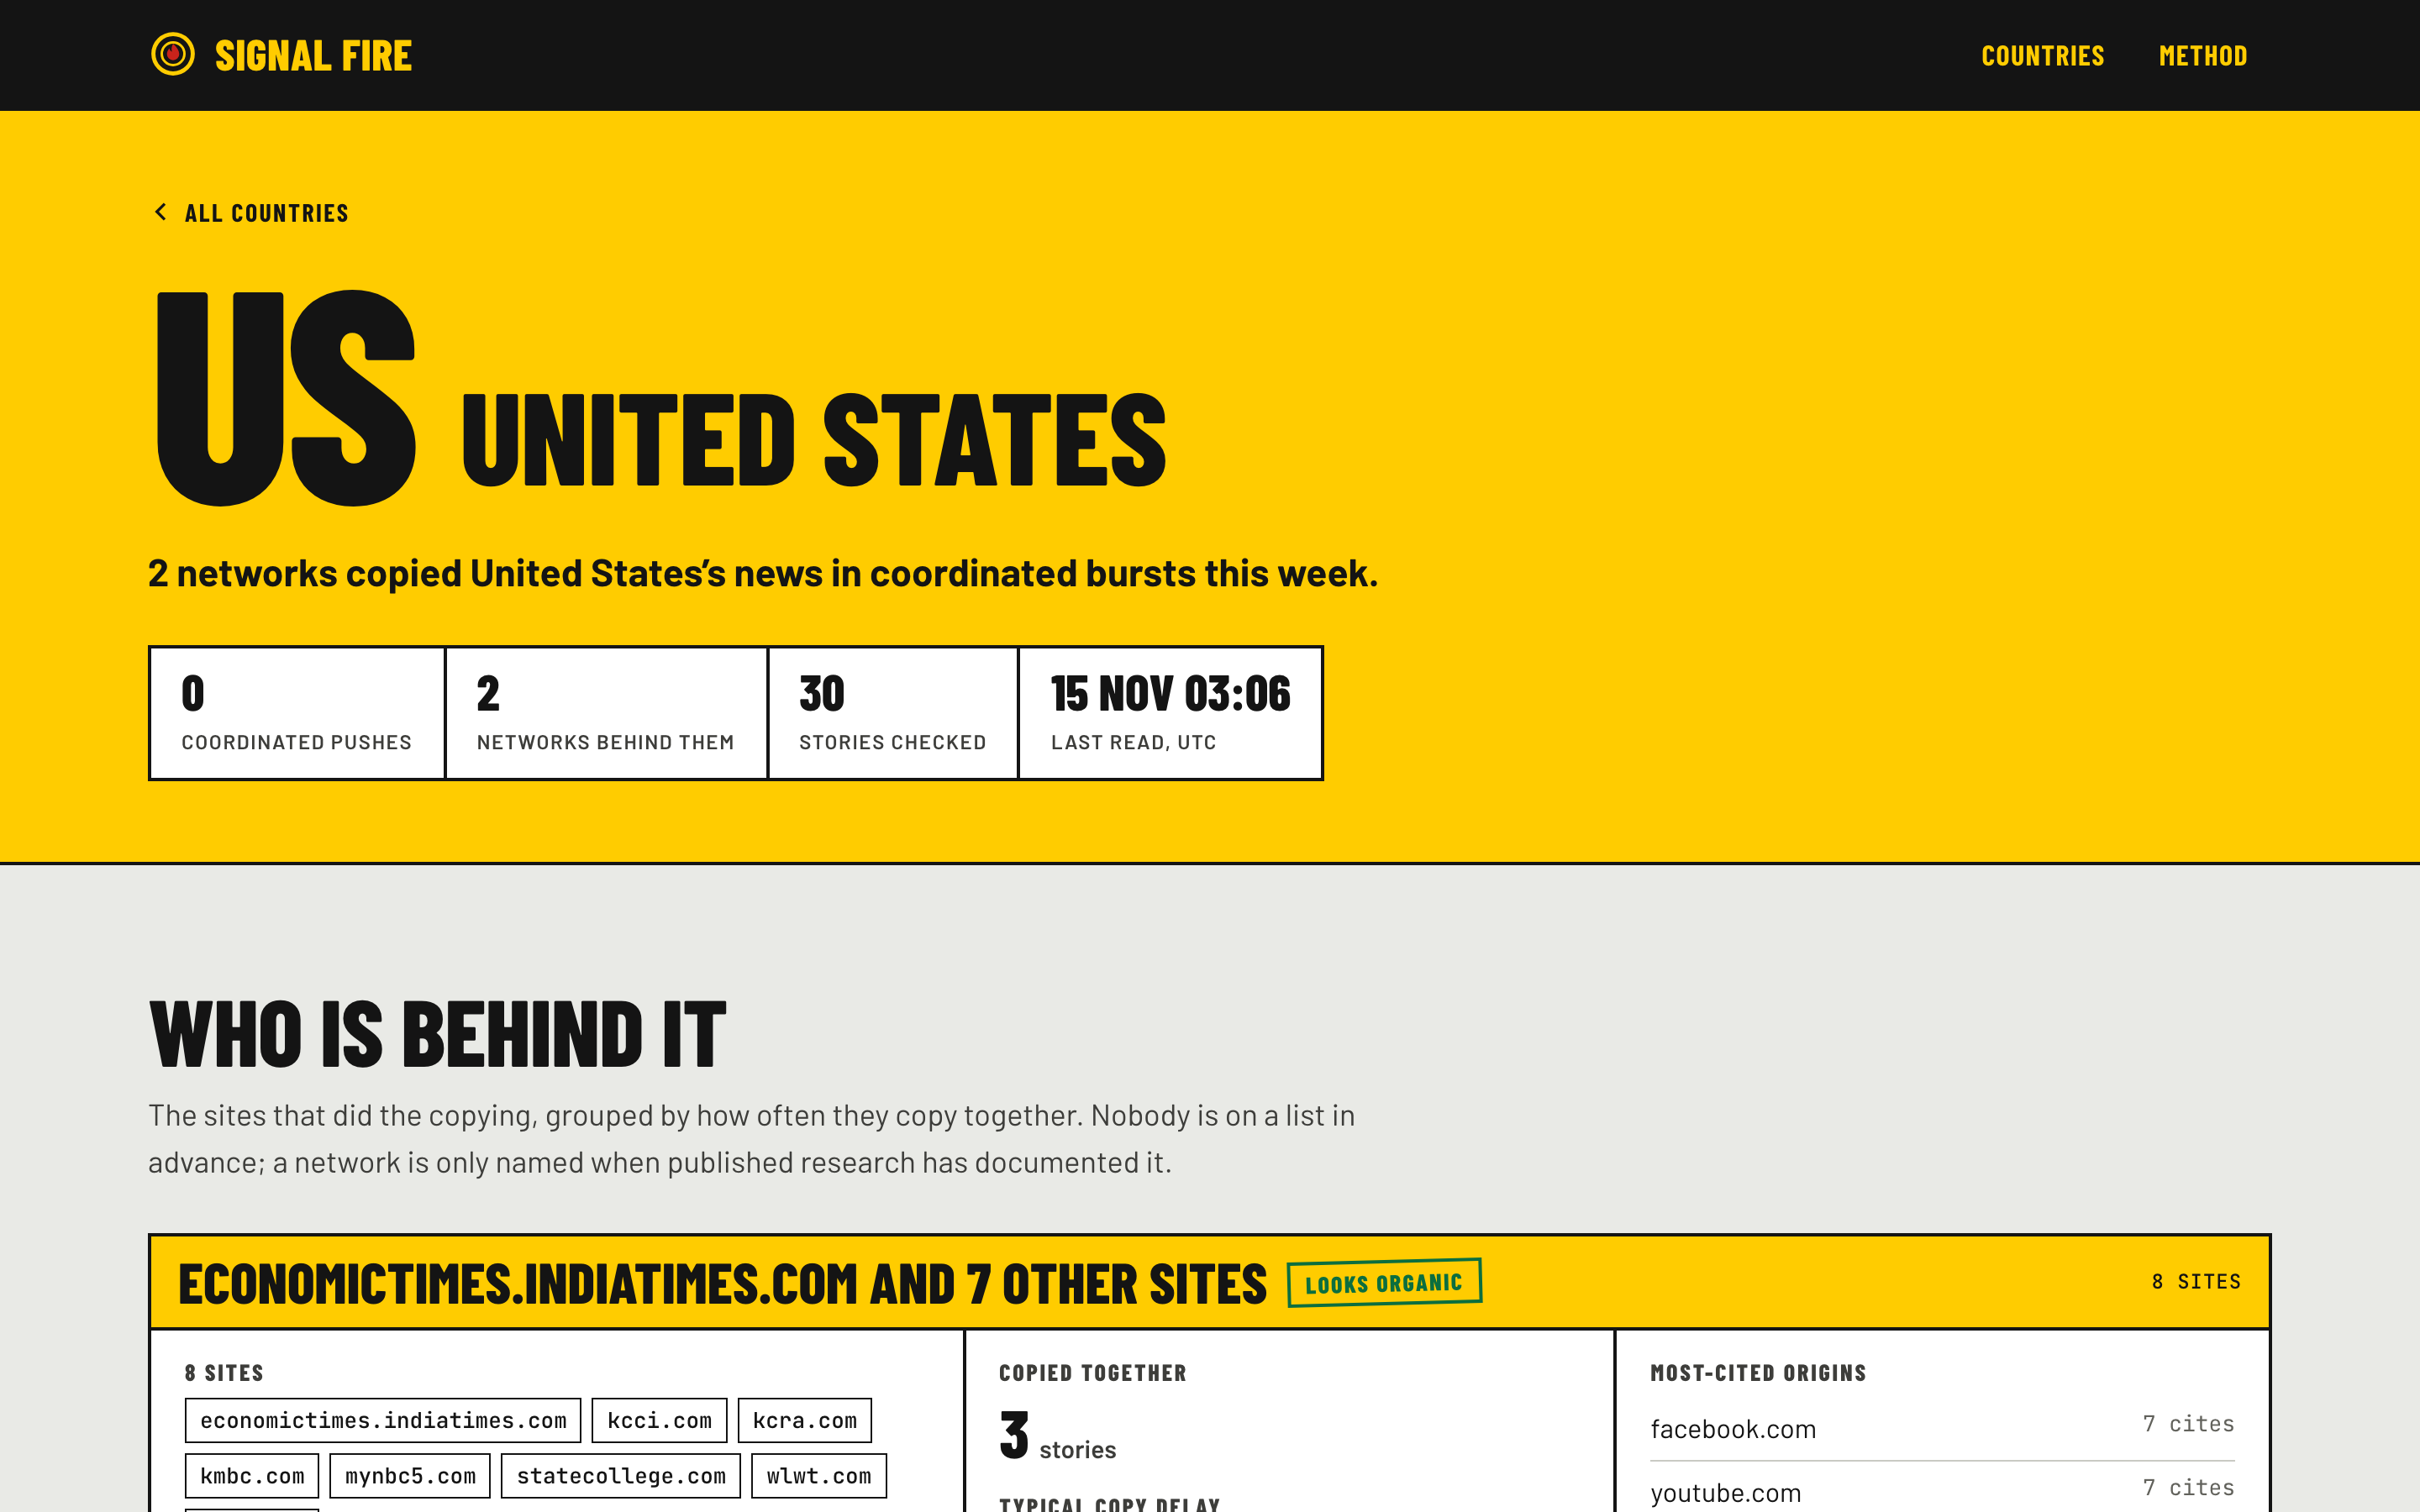 SIGNAL FIRE
COUNTRIES
METHOD
ALL COUNTRIES
US UNITED STATES
2 networks copied United States’s news in coordinated bursts this week.
0
COORDINATED PUSHES
2
NETWORKS BEHIND THEM
30
STORIES CHECKED
15 NOV 03:06
LAST READ, UTC
WHO IS BEHIND IT
The sites that did the copying, grouped by how often they copy together. Nobody is on a list in
advance; a network is only named when published research has documented it.
ECONOMICTIMES.INDIATIMES.COM AND 7 OTHER SITES
LOOKS ORGANIC
8 SITES
8 SITES
economictimes.indiatimes.com
kcci.com
kcra.com
kmbc.com
mynbc5.com
statecollege.com
wlwt.com
COPIED TOGETHER
3 stories
TYPICAL COPY DELAY
MOST-CITED ORIGINS
facebook.com 7 cites
youtube.com 7 cites